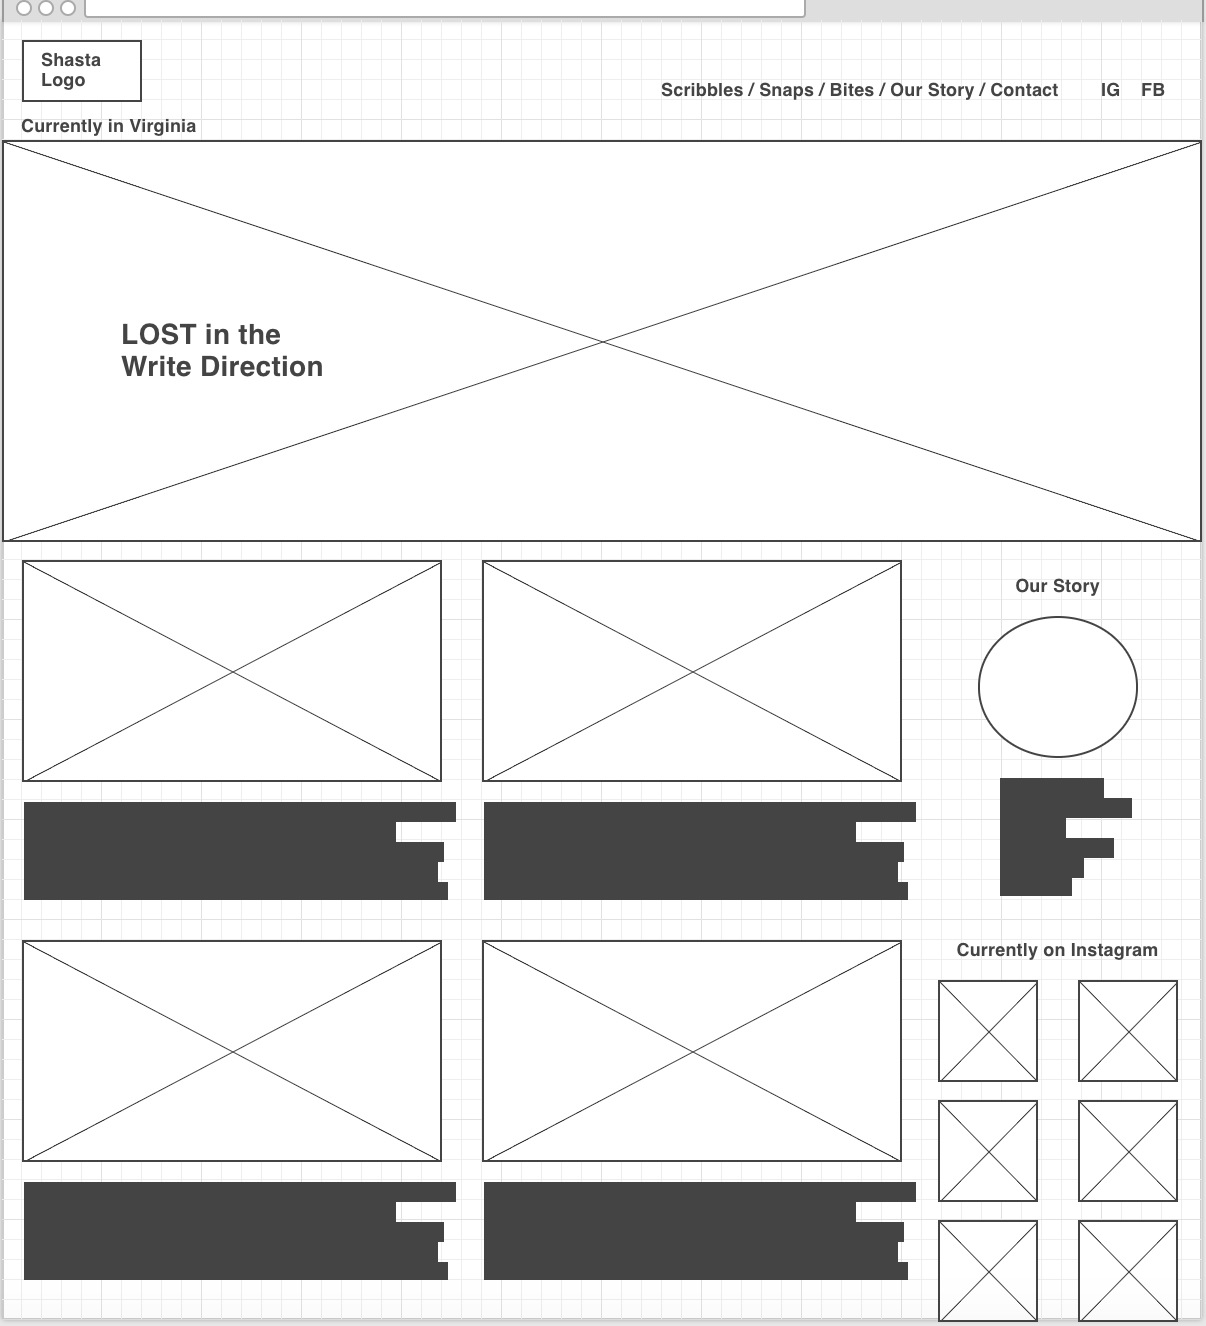 Shasta
Logo
Scribbles / Snaps / Bites / Our Story / Contact IG FB
Currently in Virginia
LOST in the
Write Direction
Our Story
Currently on Instagram